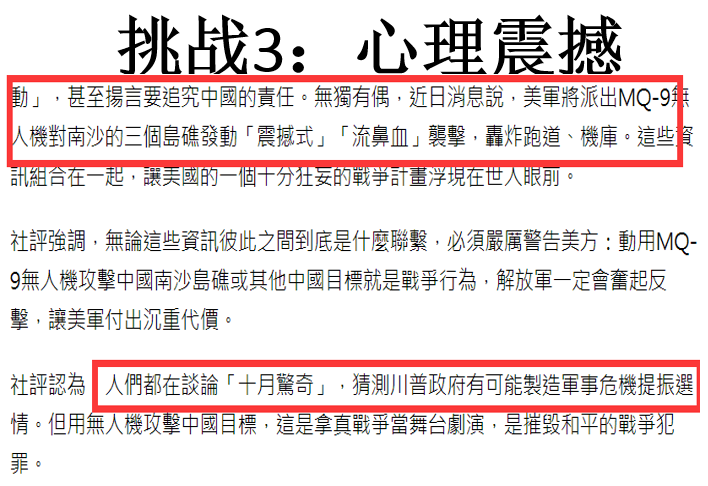 挑战3：心理震撼
動」，甚至揚言要追究中國的責任。無獨有偶，近日消息說，美軍將派出MQ-9無
人機對南沙的三個島礁發動「震撼式」「流鼻血」襲擊，轟炸跑道、機庫。這些資
訊組合在一起，讓美國的一個十分狂妄的戰爭計畫浮現在世人眼前。
社評強調，無論這些資訊彼此之間到底是什麼聯繫，必須嚴厲警告美方：動用MQ-
9無人機攻擊中國南沙島礁或其他中國目標就是戰爭行為，解放軍一定會奮起反
擊，讓美軍付出沉重代價。
社評認為，人們都在談論「十月驚奇」，猜測川普政府有可能製造軍事危機提振選
情。但用無人機攻擊中國目標，這是拿真戰爭當舞台劇演，是摧毀和平的戰爭犯
罪。